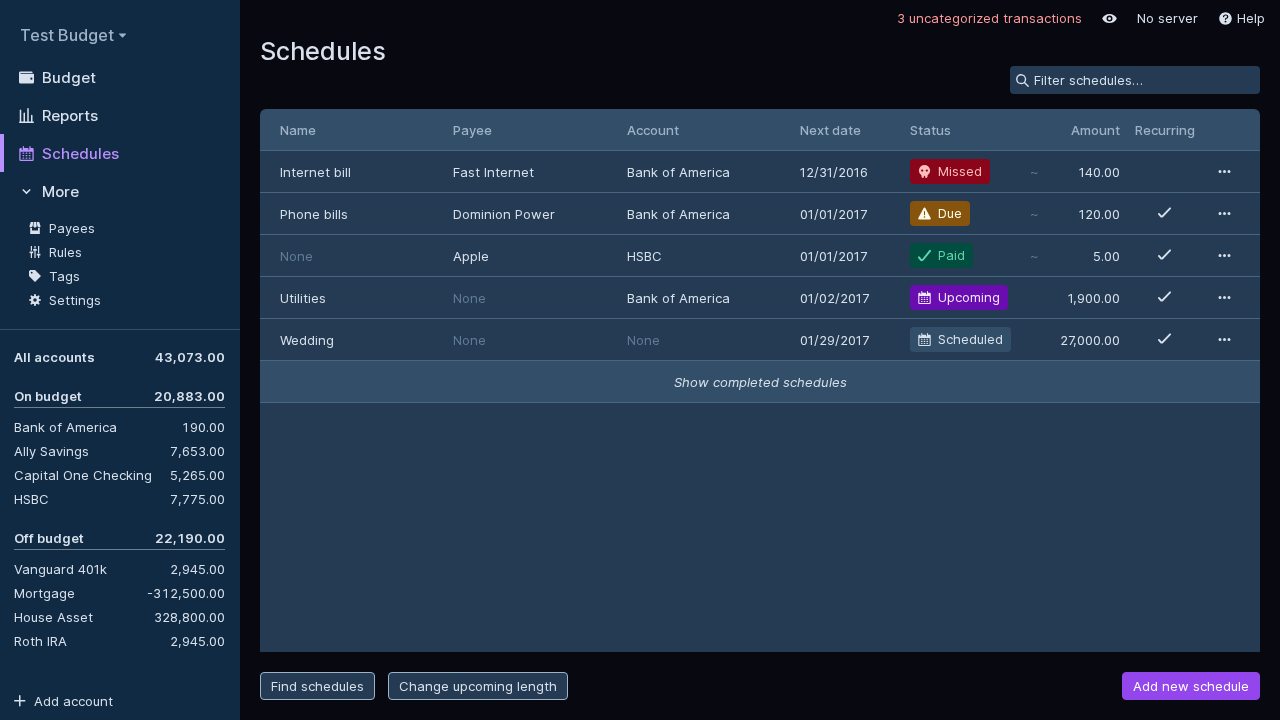 Test Budget
Budget
Reports
Schedules
More
Payees
Rules
Tags
Settings
All accounts 43,073.00
On budget 20,883.00
Bank of America 190.00
Ally Savings 7,653.00
Capital One Checking 5,265.00
HSBC 7,775.00
Off budget 22,190.00
Vanguard 401k 2,945.00
Mortgage -312,500.00
House Asset 328,800.00
Roth IRA 2,945.00
Add account
3 uncategorized transactions No server Help
Schedules
Filter schedules…
Name Payee Account Next date Status Amount Recurring
Internet bill Fast Internet Bank of America 12/31/2016 Missed ~ 140.00
Phone bills Dominion Power Bank of America 01/01/2017 Due ~ 120.00
None Apple HSBC 01/01/2017 Paid ~ 5.00
Utilities None Bank of America 01/02/2017 Upcoming 1,900.00
Wedding None None 01/29/2017 Scheduled 27,000.00
Show completed schedules
Find schedules Change upcoming length Add new schedule